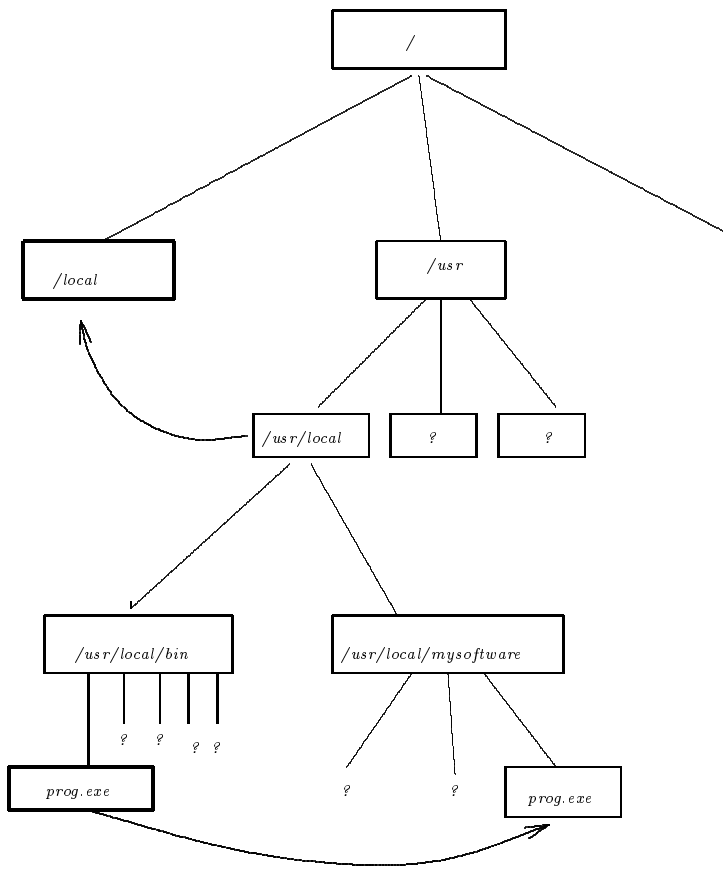 /
/local
/usr
/usr/local
?
?
/usr/local/bin
/usr/local/mysoftware
? ? ? ?
prog.exe
?
?
prog.exe